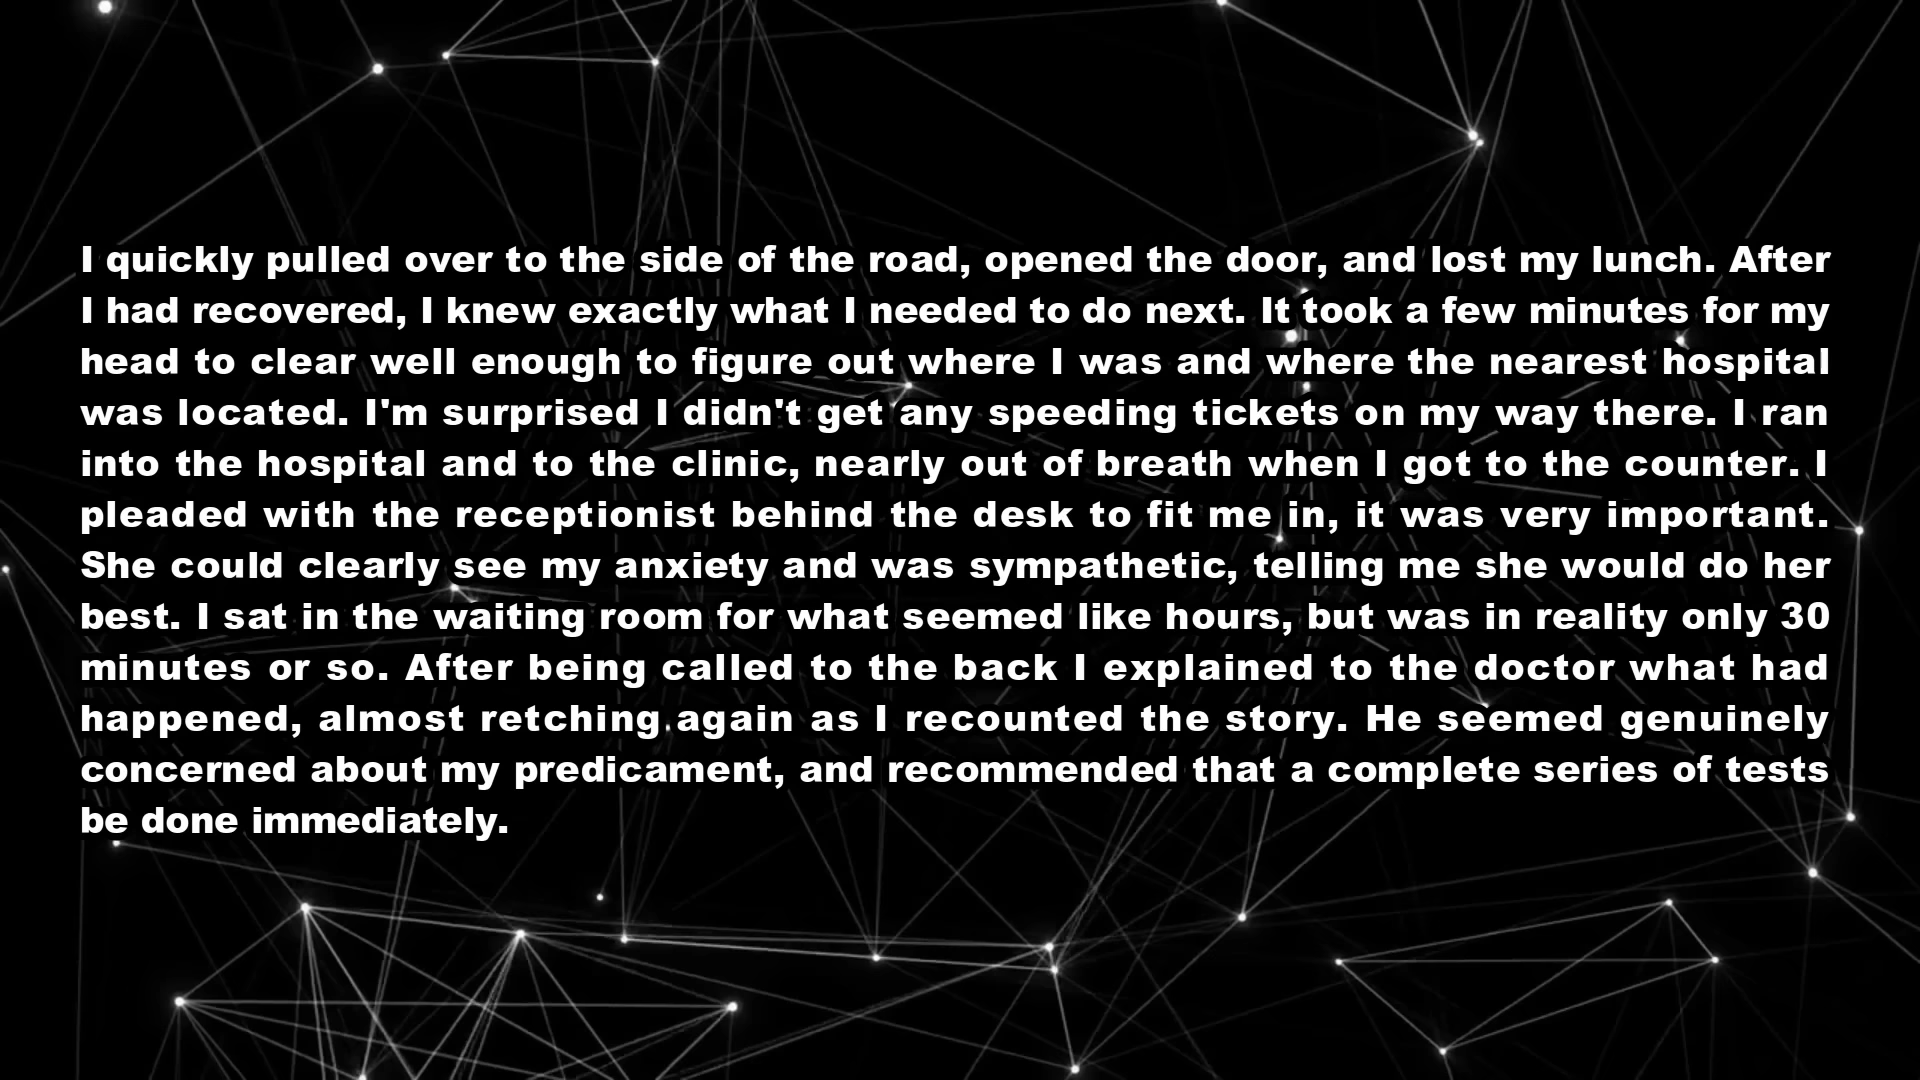 I quickly pulled over to the side of the road, opened the door, and lost my lunch. After
I had recovered, I knew exactly what I needed to do next. It took a few minutes for my
head to clear well enough to figure out where I was and where the nearest hospital
was located. I'm surprised I didn't get any speeding tickets on my way there. I ran
into the hospital and to the clinic, nearly out of breath when I got to the counter. I
pleaded with the receptionist behind the desk to fit me in, it was very important.
She could clearly see my anxiety and was sympathetic, telling me she would do her
best. I sat in the waiting room for what seemed like hours, but was in reality only 30
minutes or so. After being called to the back I explained to the doctor what had
happened, almost retching again as I recounted the story. He seemed genuinely
concerned about my predicament, and recommended that a complete series of tests
be done immediately.